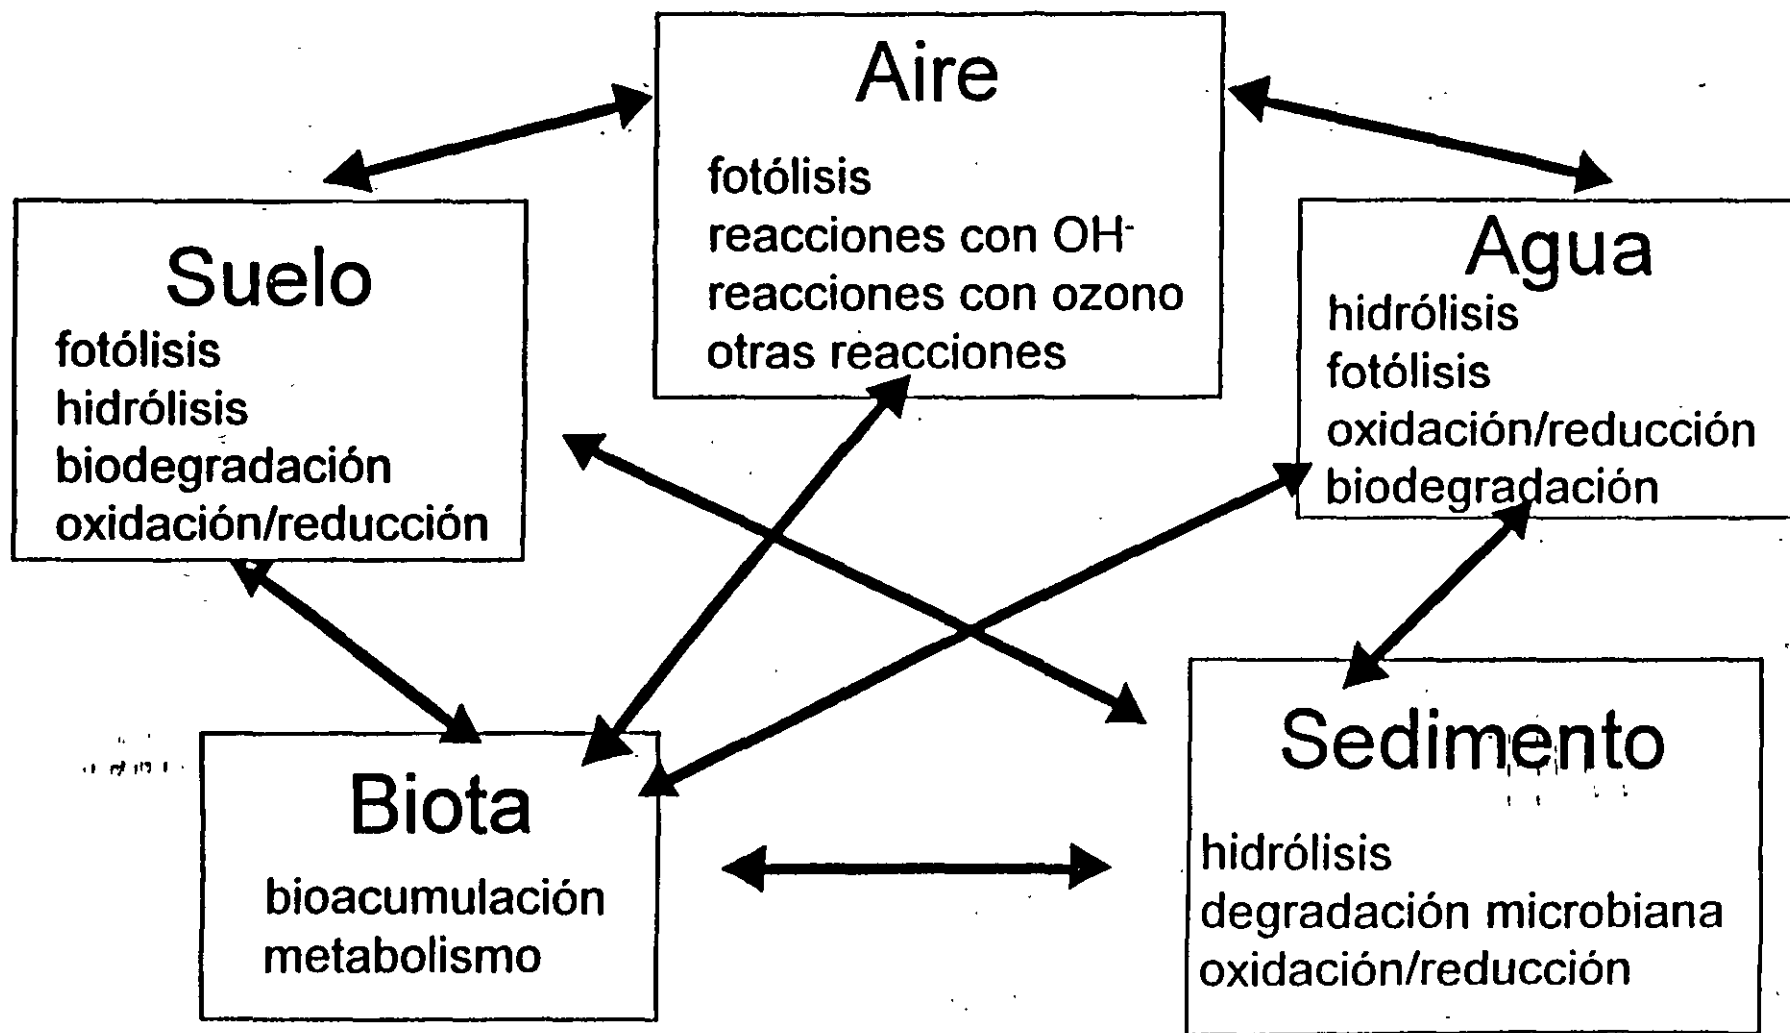 Aire
fotólisis
reacciones con OH-
reacciones con ozono
otras reacciones
Suelo
fotólisis
hidrólisis
biodegradación
oxidación/reducción
Agua
hidrólisis
fotólisis
oxidación/reducción
biodegradación
Biota
bioacumulación
metabolismo
Sedimento
hidrólisis
degradación microbiana
oxidación/reducción